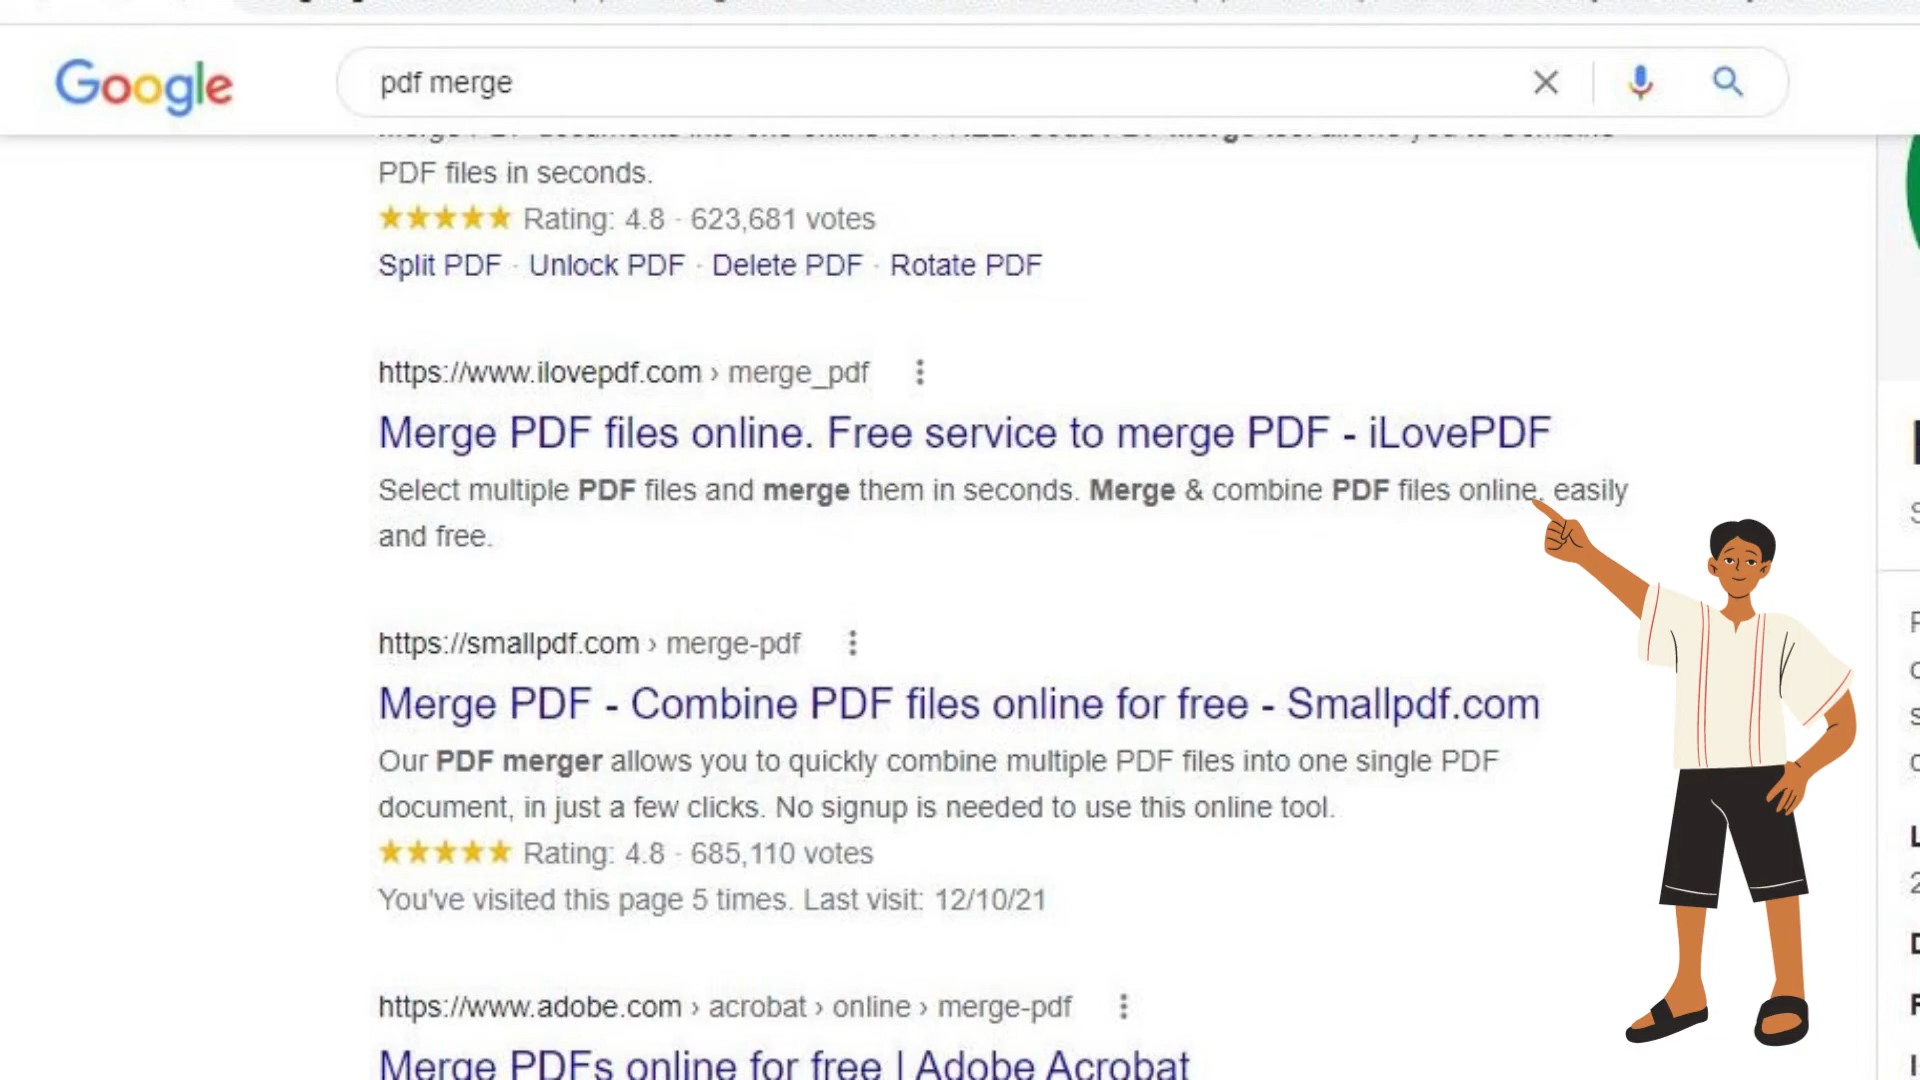 Google
pdf merge
PDF files in seconds.
Rating: 4.8 · 623,681 votes
Split PDF · Unlock PDF · Delete PDF · Rotate PDF
https://www.ilovepdf.com › merge_pdf
Merge PDF files online. Free service to merge PDF - iLovePDF
Select multiple PDF files and merge them in seconds. Merge & combine PDF files online, easily
and free.
https://smallpdf.com › merge-pdf
Merge PDF - Combine PDF files online for free - Smallpdf.com
Our PDF merger allows you to quickly combine multiple PDF files into one single PDF
document, in just a few clicks. No signup is needed to use this online tool.
Rating: 4.8 · 685,110 votes
You've visited this page 5 times. Last visit: 12/10/21
https://www.adobe.com › acrobat › online › merge-pdf
Merge PDFs online for free | Adobe Acrobat